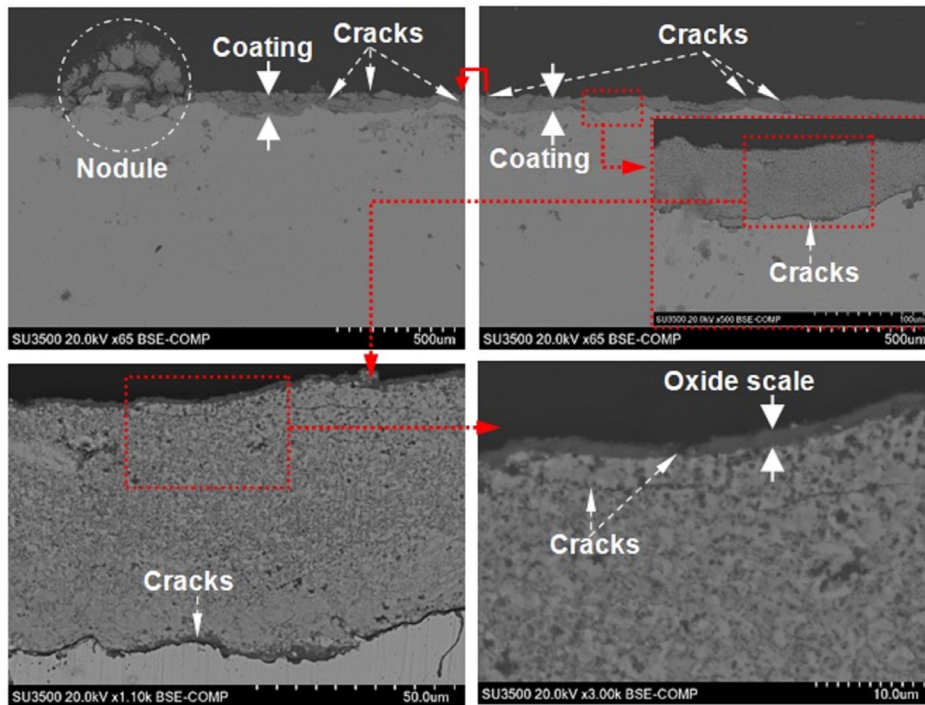 Coating
Cracks
Nodule
SU3500 20.0kV x65 BSE-COMP
500um
Cracks
Coating
Cracks
SU3500 20.0kV x500 BSE-COMP
100um
SU3500 20.0kV x65 BSE-COMP
500um
Cracks
SU3500 20.0kV x1.10k BSE-COMP
50.0um
Oxide scale
Cracks
SU3500 20.0kV x3.00k BSE-COMP
10.0um